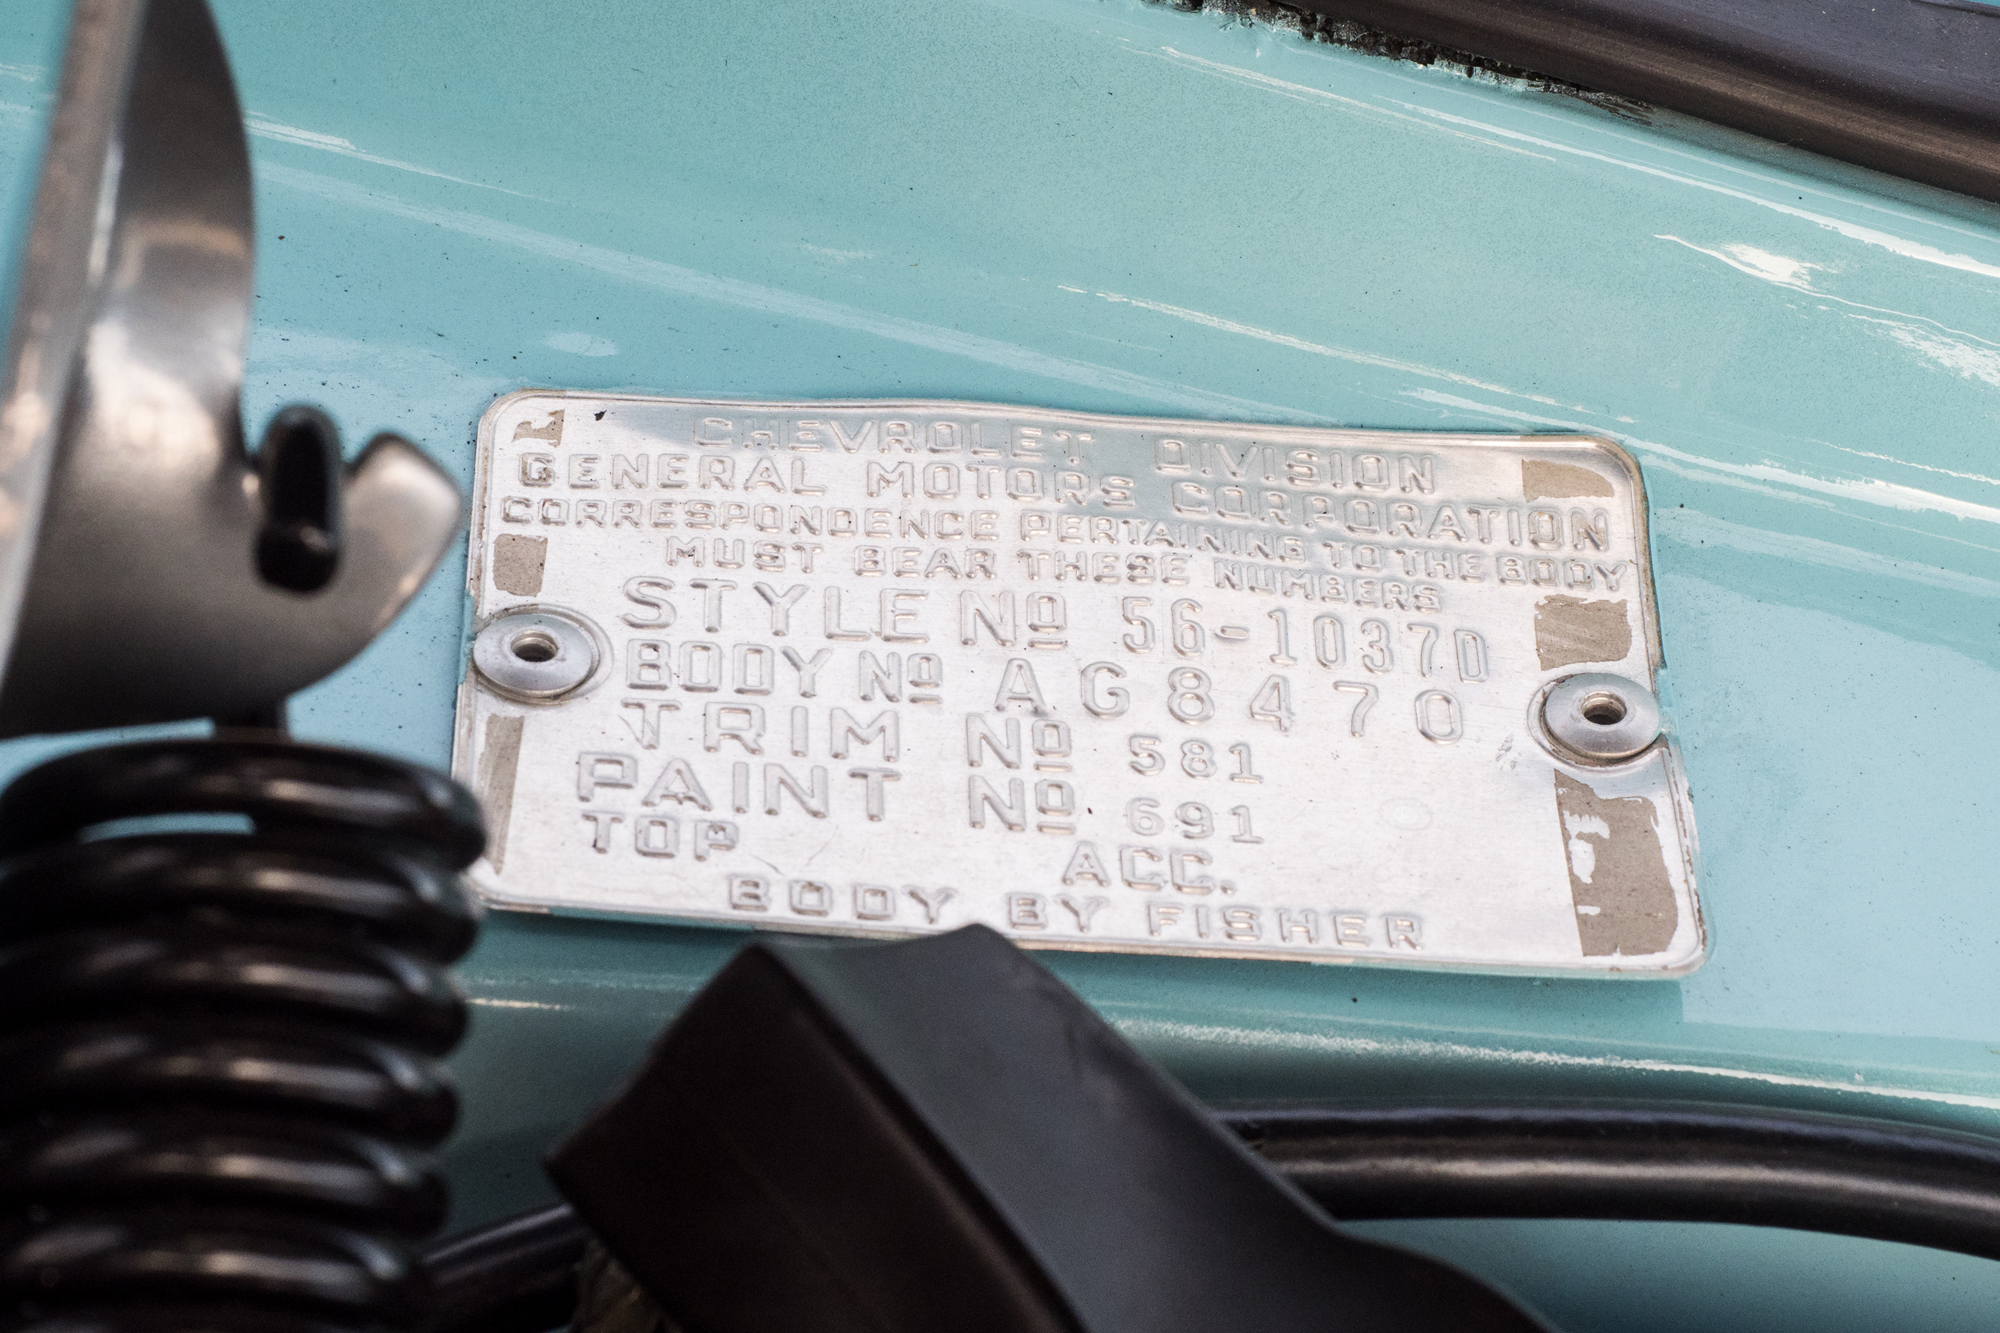 CHEVROLET DIVISION
GENERAL MOTORS CORPORATION
CORRESPONDENCE PERTAINING TO THE BODY
MUST BEAR THESE NUMBERS
STYLE Nº 56-1037D
BODY Nº AG8470
TRIM Nº 581
PAINT Nº 691
TOP ACC.
BODY BY FISHER